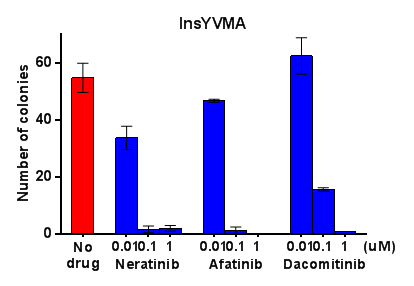 InsYVMA
Number of colonies
60
40
20
0
No drug
0.01 0.1 1 0.01 0.1 1 0.01 0.1 1 (uM)
Neratinib Afatinib Dacomitinib